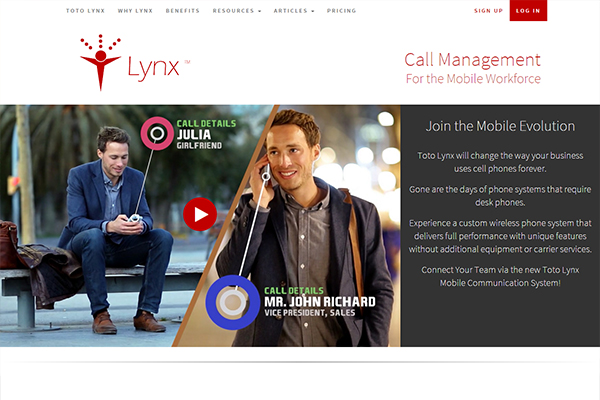 TOTO LYNX WHY LYNX BENEFITS RESOURCES ARTICLES PRICING SIGN UP LOG IN
Lynx ™
Call Management
For the Mobile Workforce
CALL DETAILS
JULIA
GIRLFRIEND
CALL DETAILS
MR. JOHN RICHARD
VICE PRESIDENT, SALES
Join the Mobile Evolution
Toto Lynx will change the way your business
uses cell phones forever.
Gone are the days of phone systems that require
desk phones.
Experience a custom wireless phone system that
delivers full performance with unique features
without additional equipment or carrier services.
Connect Your Team via the new Toto Lynx
Mobile Communication System!